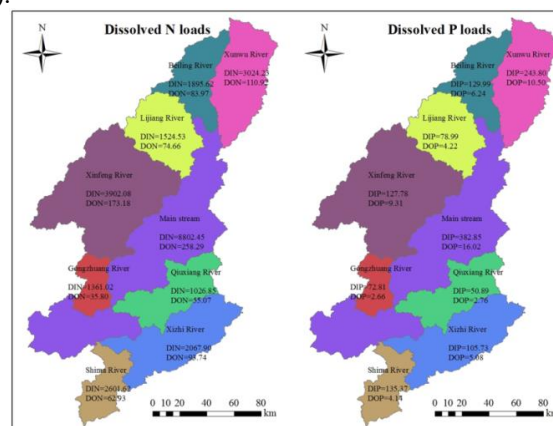 y.
Dissolved N loads
N
Xunwu River
DIN=3024.23
DON=110.92
Beiling River
DIN=1895.62
DON=83.97
Lijiang River
DIN=1524.53
DON=74.66
Xinfeng River
DIN=3902.08
DON=173.18
Main stream
DIN=8802.45
DON=258.29
Gongzhuang River
DIN=1361.02
DON=35.80
Qiuxiang River
DIN=1026.85
DON=55.07
Xizhi River
DIN=2067.90
DON=91.74
Shima River
DIN=2601.62
DON=62.93
0 10 20 40 60 80
km
Dissolved P loads
N
Xunwu River
DIP=243.80
DOP=10.50
Beiling River
DIP=129.99
DOP=6.24
Lijiang River
DIP=78.99
DOP=4.22
Xinfeng River
DIP=127.78
DOP=9.31
Main stream
DIP=382.85
DOP=16.02
Gongzhuang River
DIP=72.81
DOP=2.66
Qiuxiang River
DIP=50.89
DOP=2.76
Xizhi River
DIP=105.73
DOP=5.08
Shima River
DIP=135.37
DOP=4.14
0 10 20 40 60 80
km